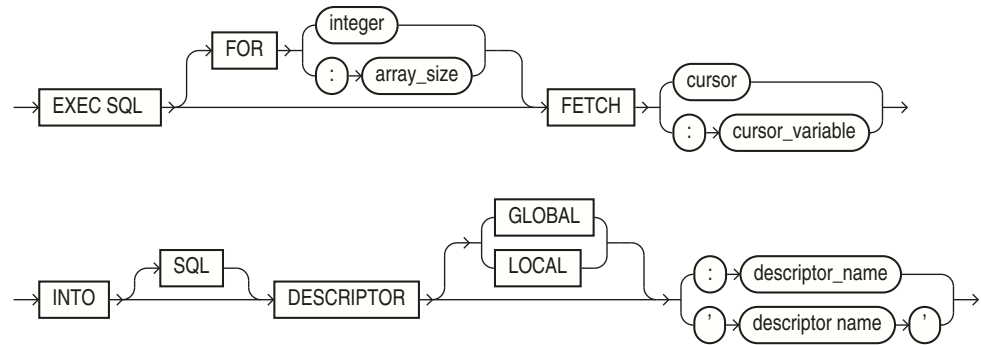 integer
FOR
: array_size
EXEC SQL FETCH cursor
: cursor_variable
GLOBAL
SQL LOCAL
INTO DESCRIPTOR : descriptor_name
’ descriptor name ’